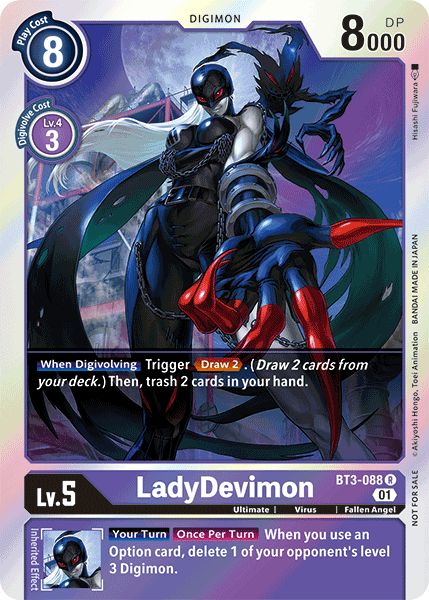 Play Cost
8
DIGIMON
DP
8000
Digivolve Cost
Lv.4
3
Hisashi Fujiwara
When Digivolving Trigger Draw 2. (Draw 2 cards from
your deck.) Then, trash 2 cards in your hand.
© Akiyoshi Hongo, Toei Animation BANDAI MADE IN JAPAN
NOT FOR SALE
Lv.5
LadyDevimon
BT3-088 R
01
Ultimate | Virus | Fallen Angel
Inherited Effect
Your Turn Once Per Turn When you use an
Option card, delete 1 of your opponent's level
3 Digimon.